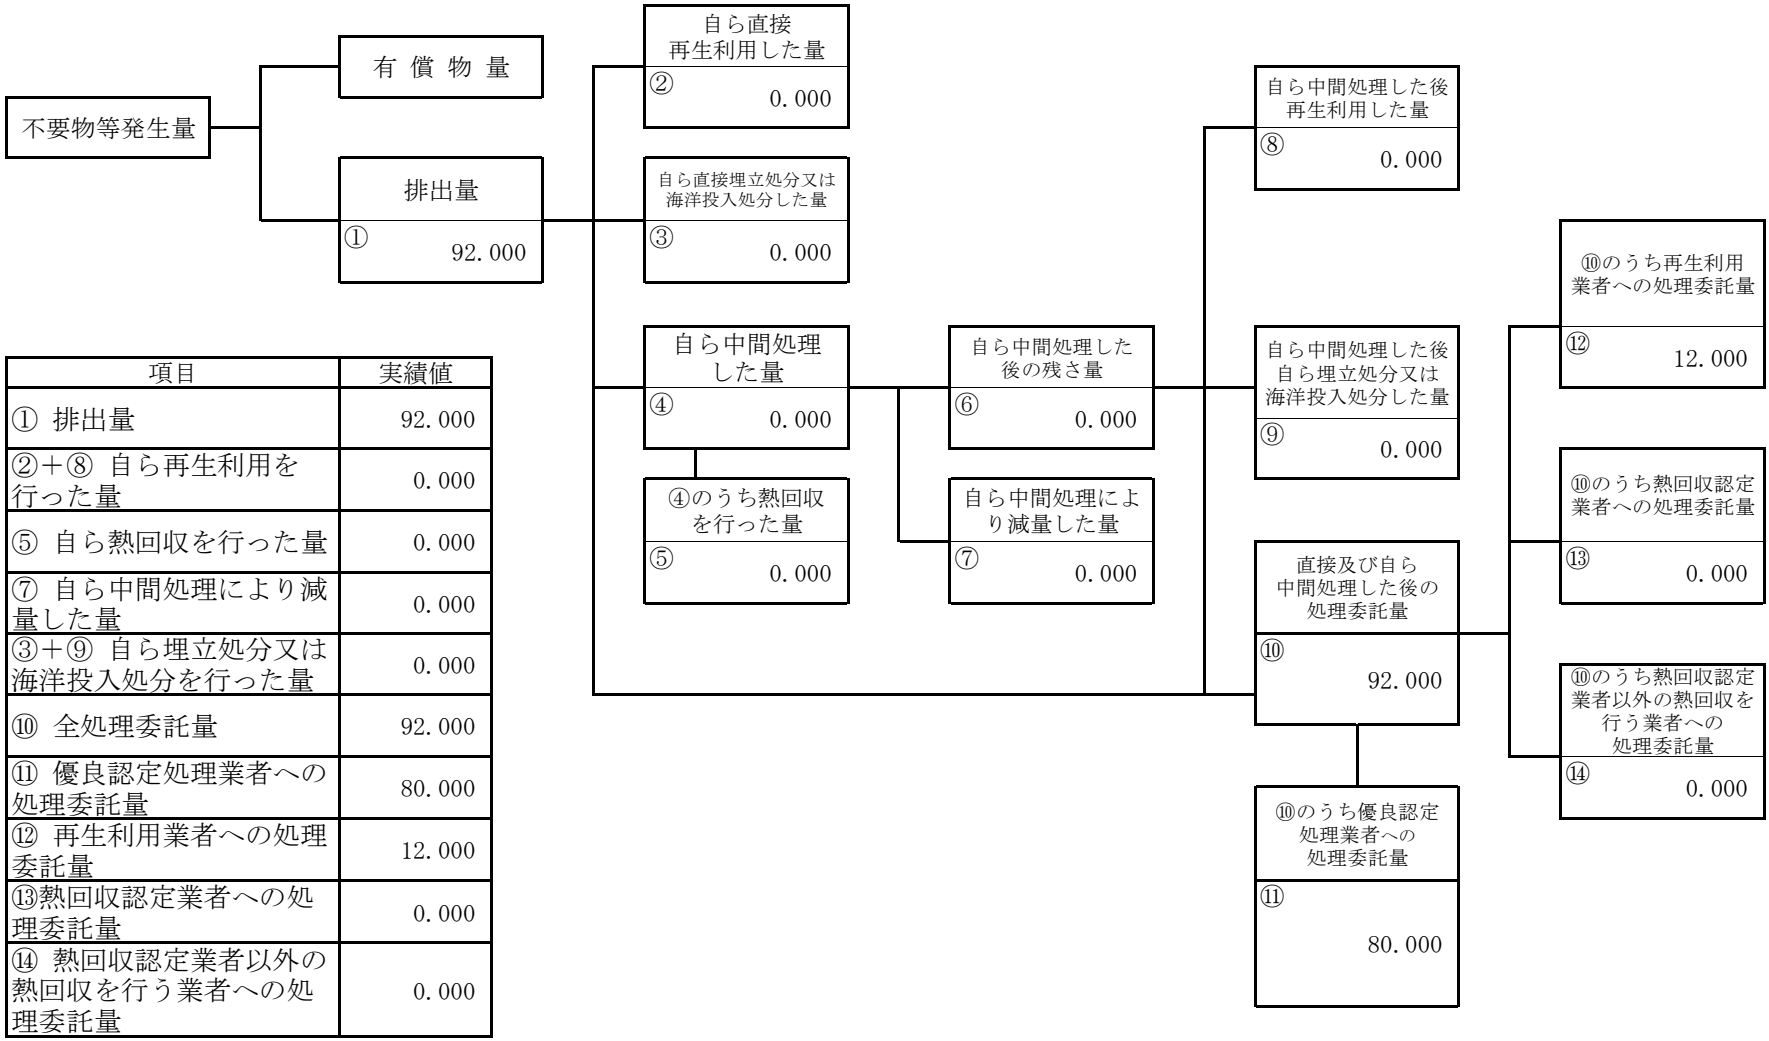 不要物等発生量
有償物量
排出量
①
92.000
自ら直接
再生利用した量
②
0.000
自ら直接埋立処分又は
海洋投入処分した量
③
0.000
自ら中間処理
した量
④
0.000
④のうち熱回収
を行った量
⑤
0.000
自ら中間処理した
後の残さ量
⑥
0.000
自ら中間処理によ
り減量した量
⑦
0.000
自ら中間処理した後
再生利用した量
⑧
0.000
自ら中間処理した後
自ら埋立処分又は
海洋投入処分した量
⑨
0.000
直接及び自ら
中間処理した後の
処理委託量
⑩
92.000
⑩のうち優良認定
処理業者への
処理委託量
⑪
80.000
⑩のうち再生利用
業者への処理委託量
⑫
12.000
⑩のうち熱回収認定
業者への処理委託量
⑬
0.000
⑩のうち熱回収認定
業者以外の熱回収を
行う業者への
処理委託量
⑭
0.000
項目 実績値
① 排出量 92.000
②＋⑧ 自ら再生利用を
行った量 0.000
⑤ 自ら熱回収を行った量 0.000
⑦ 自ら中間処理により減
量した量 0.000
③＋⑨ 自ら埋立処分又は
海洋投入処分を行った量 0.000
⑩ 全処理委託量 92.000
⑪ 優良認定処理業者への
処理委託量 80.000
⑫ 再生利用業者への処理
委託量 12.000
⑬熱回収認定業者への処
理委託量 0.000
⑭ 熱回収認定業者以外の
熱回収を行う業者への処
理委託量 0.000